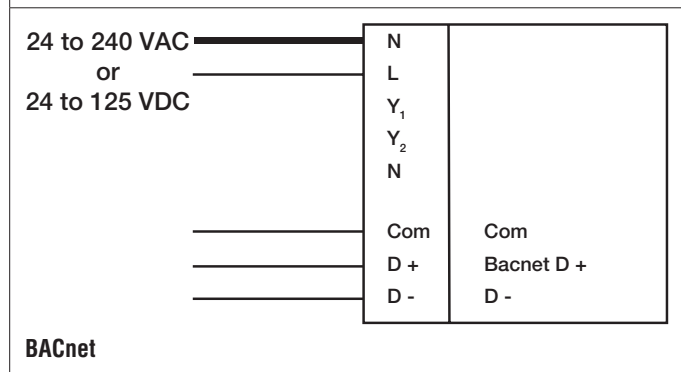 24 to 240 VAC N
or L
24 to 125 VDC Y₁
Y₂
N
Com Com
D + Bacnet D +
D - D -
BACnet